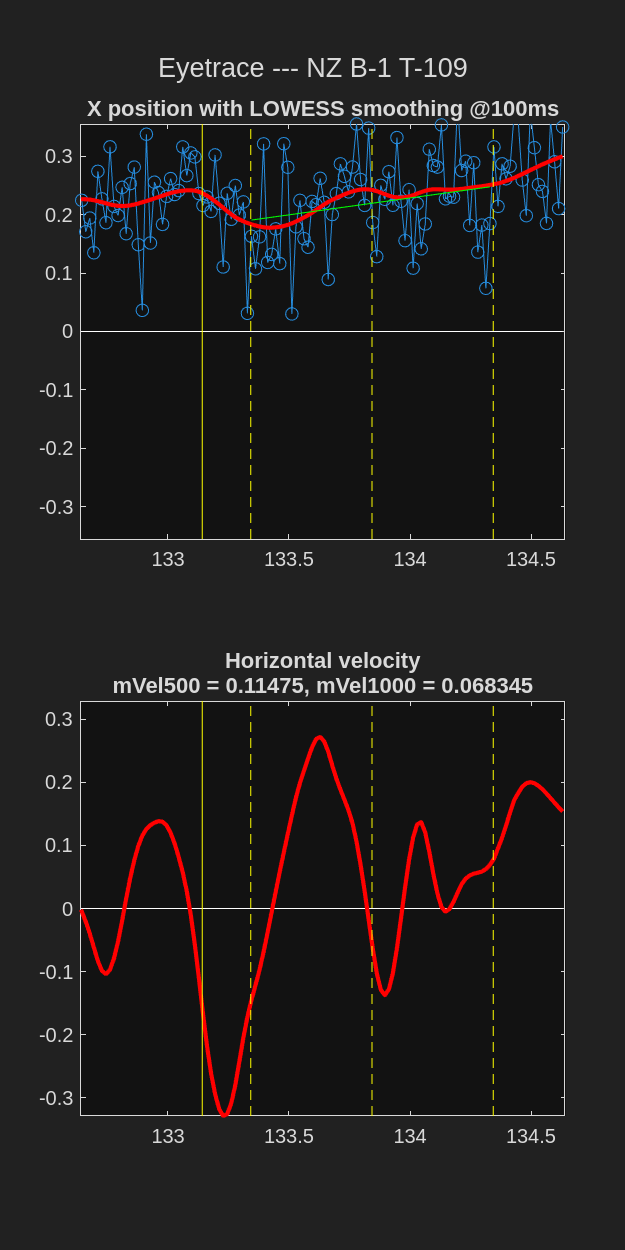 Eyetrace --- NZ B-1 T-109
X position with LOWESS smoothing @100ms
0.3
0.2
0.1
0
-0.1
-0.2
-0.3
133 133.5 134 134.5
Horizontal velocity
mVel500 = 0.11475, mVel1000 = 0.068345
0.3
0.2
0.1
0
-0.1
-0.2
-0.3
133 133.5 134 134.5